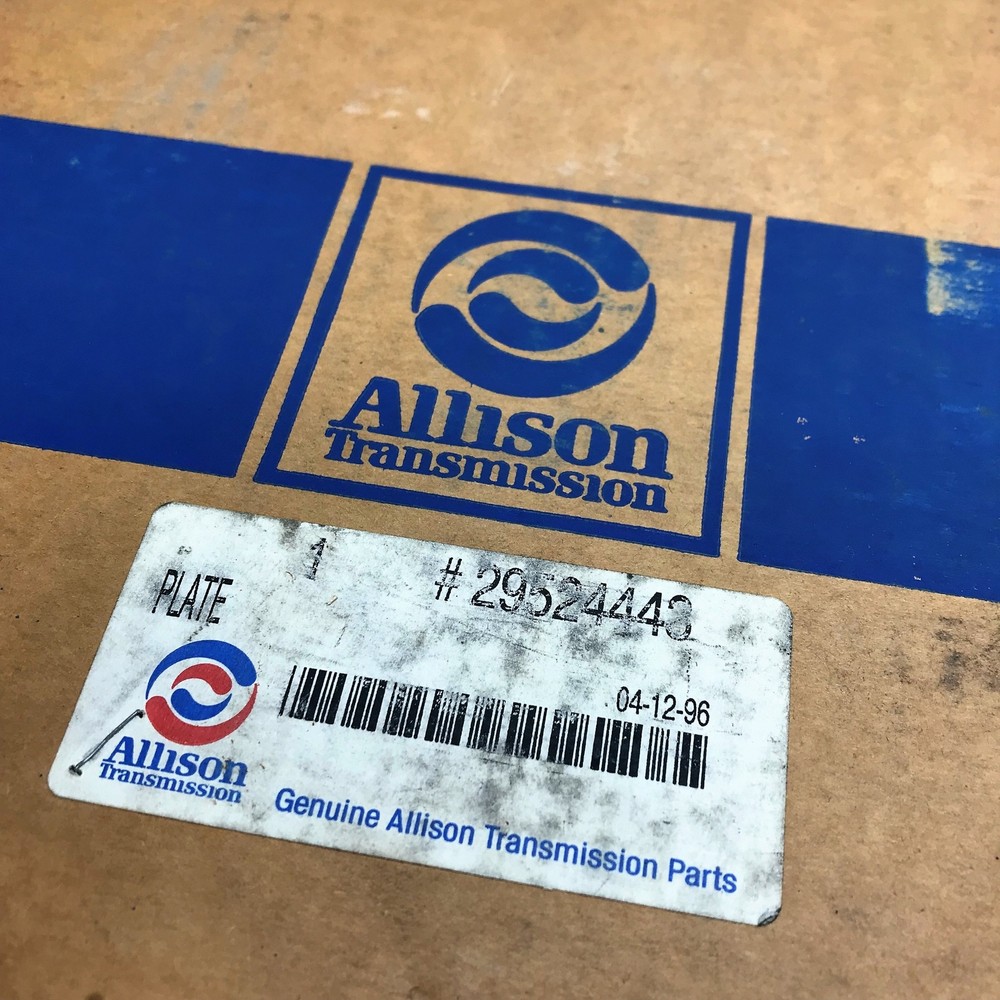 Allison
Transmission
1
# 29524443
PLATE
04-12-96
Allison
Transmission
Genuine Allison Transmission Parts